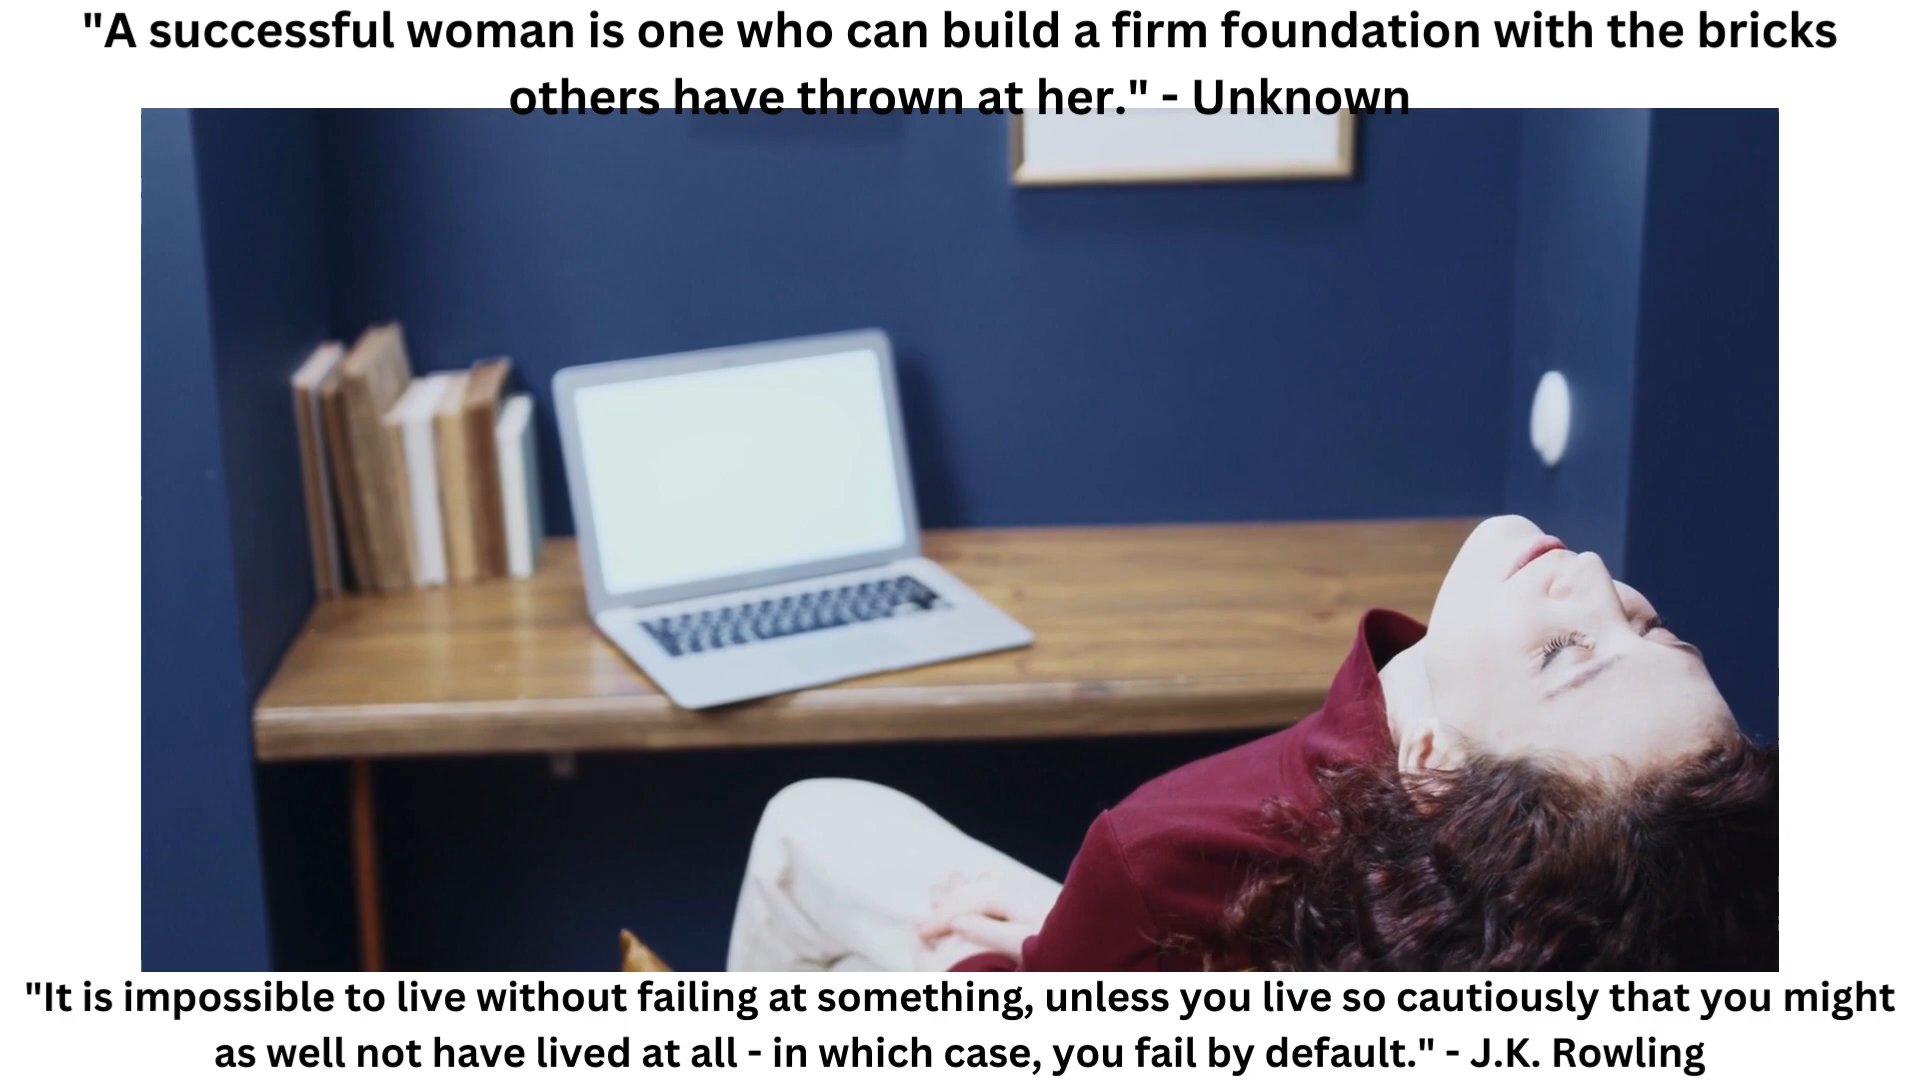 "A successful woman is one who can build a firm foundation with the bricks
others have thrown at her." - Unknown
"It is impossible to live without failing at something, unless you live so cautiously that you might
as well not have lived at all - in which case, you fail by default." - J.K. Rowling